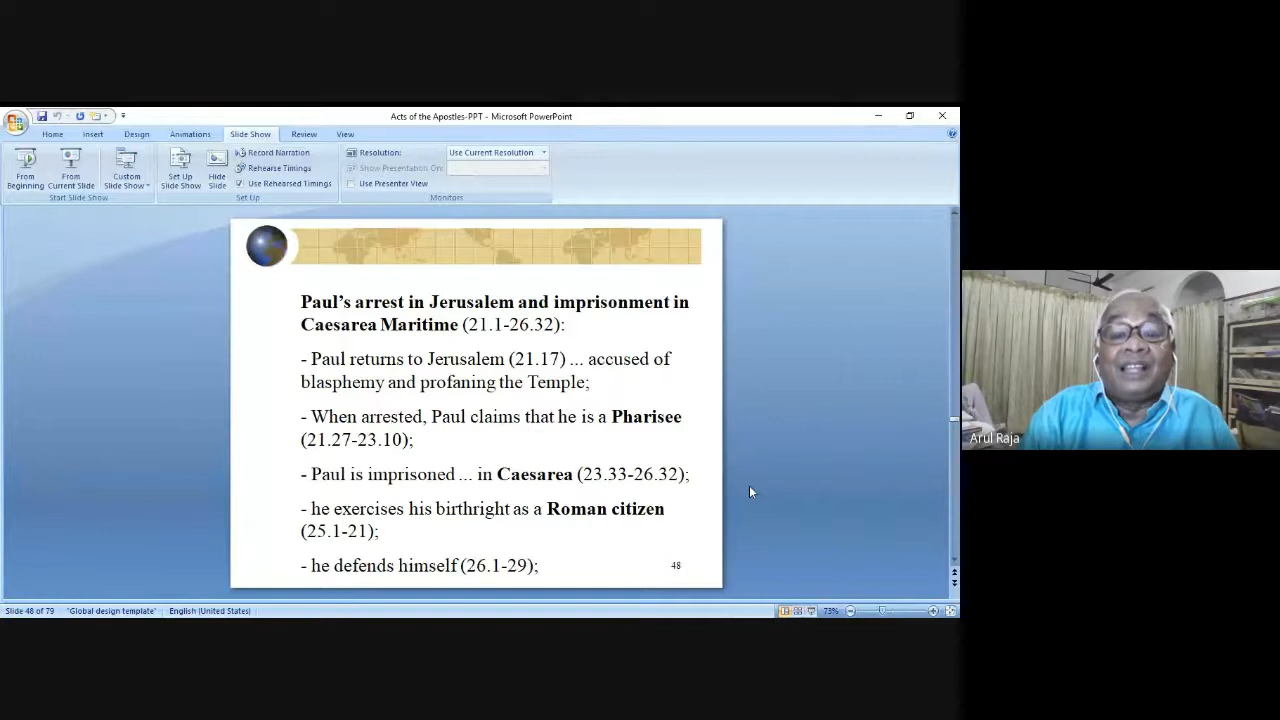 Acts of the Apostles-PPT - Microsoft PowerPoint
Home Insert Design Animations Slide Show Review View
From Beginning
From Current Slide
Custom Slide Show
Start Slide Show
Set Up Slide Show
Hide Slide
Record Narration
Rehearse Timings
Use Rehearsed Timings
Set Up
Resolution: Use Current Resolution
Show Presentation On:
Use Presenter View
Monitors
Paul’s arrest in Jerusalem and imprisonment in
Caesarea Maritime (21.1-26.32):
- Paul returns to Jerusalem (21.17) ... accused of
blasphemy and profaning the Temple;
- When arrested, Paul claims that he is a Pharisee
(21.27-23.10);
- Paul is imprisoned ... in Caesarea (23.33-26.32);
- he exercises his birthright as a Roman citizen
(25.1-21);
- he defends himself (26.1-29);
48
Slide 48 of 79 "Global design template" English (United States) 73%
Arul Raja